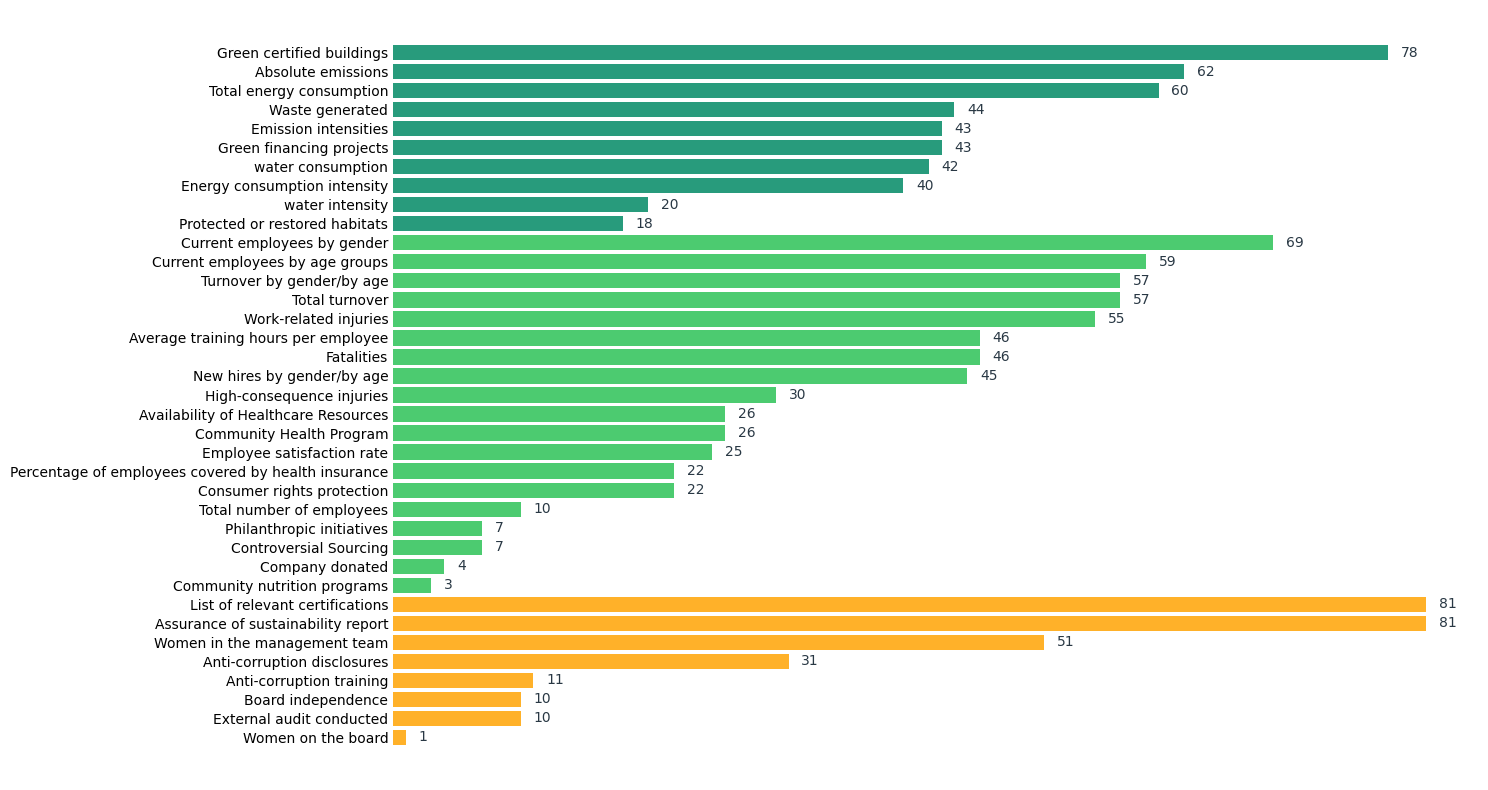 Green certified buildings 78
Absolute emissions 62
Total energy consumption 60
Waste generated 44
Emission intensities 43
Green financing projects 43
water consumption 42
Energy consumption intensity 40
water intensity 20
Protected or restored habitats 18
Current employees by gender 69
Current employees by age groups 59
Turnover by gender/by age 57
Total turnover 57
Work-related injuries 55
Average training hours per employee 46
Fatalities 46
New hires by gender/by age 45
High-consequence injuries 30
Availability of Healthcare Resources 26
Community Health Program 26
Employee satisfaction rate 25
Percentage of employees covered by health insurance 22
Consumer rights protection 22
Total number of employees 10
Philanthropic initiatives 7
Controversial Sourcing 7
Company donated 4
Community nutrition programs 3
List of relevant certifications 81
Assurance of sustainability report 81
Women in the management team 51
Anti-corruption disclosures 31
Anti-corruption training 11
Board independence 10
External audit conducted 10
Women on the board 1